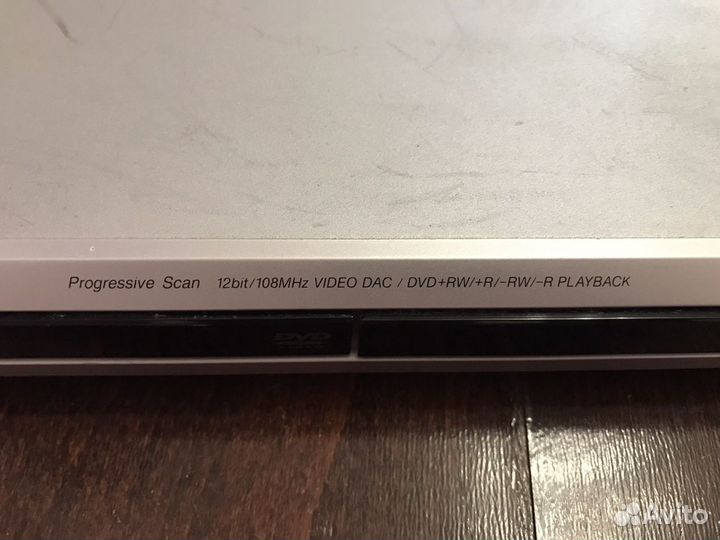 Progressive Scan 12bit/108MHz VIDEO DAC / DVD+RW/+R/-RW/-R PLAYBACK
DVD
Avito